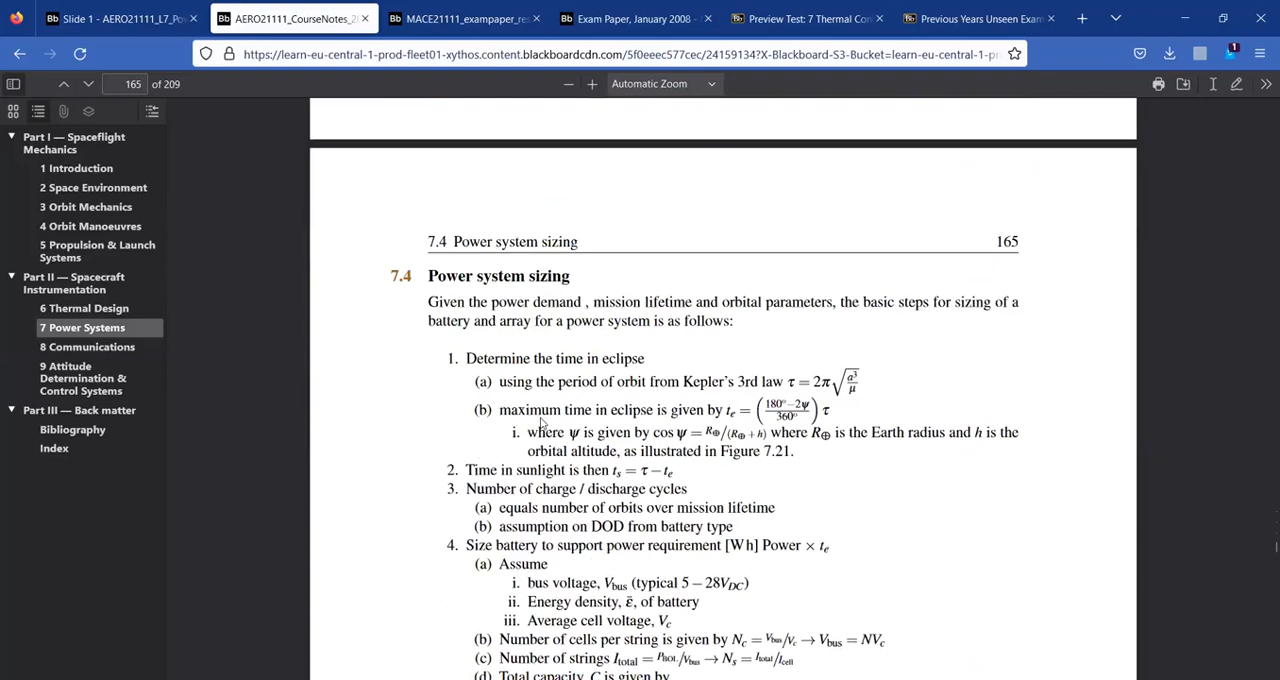 Slide 1 - AERO21111_L7_Po
AERO21111_CourseNotes_2
MACE21111_exampaper_re
Exam Paper, January 2008 -
Preview Test: 7 Thermal Con
Previous Years Unseen Exam
https://learn-eu-central-1-prod-fleet01-xythos.content.blackboardcdn.com/5f0eeec577cec/24159134?X-Blackboard-S3-Bucket=learn-eu-central-1-pr
1
165 of 209
Automatic Zoom
Part I — Spaceflight
Mechanics
1 Introduction
2 Space Environment
3 Orbit Mechanics
4 Orbit Manoeuvres
5 Propulsion & Launch
Systems
Part II — Spacecraft
Instrumentation
6 Thermal Design
7 Power Systems
8 Communications
9 Attitude
Determination &
Control Systems
Part III — Back matter
Bibliography
Index
7.4 Power system sizing 165
7.4 Power system sizing
Given the power demand , mission lifetime and orbital parameters, the basic steps for sizing of a
battery and array for a power system is as follows:
1. Determine the time in eclipse
(a) using the period of orbit from Kepler's 3rd law τ = 2π√(a³/μ)
(b) maximum time in eclipse is given by tₑ = ((180° − 2ψ)/360°) τ
i. where ψ is given by cos ψ = R⊕/(R⊕ + h) where R⊕ is the Earth radius and h is the
orbital altitude, as illustrated in Figure 7.21.
2. Time in sunlight is then tₛ = τ − tₑ
3. Number of charge / discharge cycles
(a) equals number of orbits over mission lifetime
(b) assumption on DOD from battery type
4. Size battery to support power requirement [W h] Power × tₑ
(a) Assume
i. bus voltage, V_bus (typical 5 − 28V_DC)
ii. Energy density, ε̄, of battery
iii. Average cell voltage, V_c
(b) Number of cells per string is given by N_c = V_bus/V_c → V_bus = NV_c
(c) Number of strings I_total = P_BOL/V_bus → N_s = I_total/I_cell
(d) Total capacity, C is given by